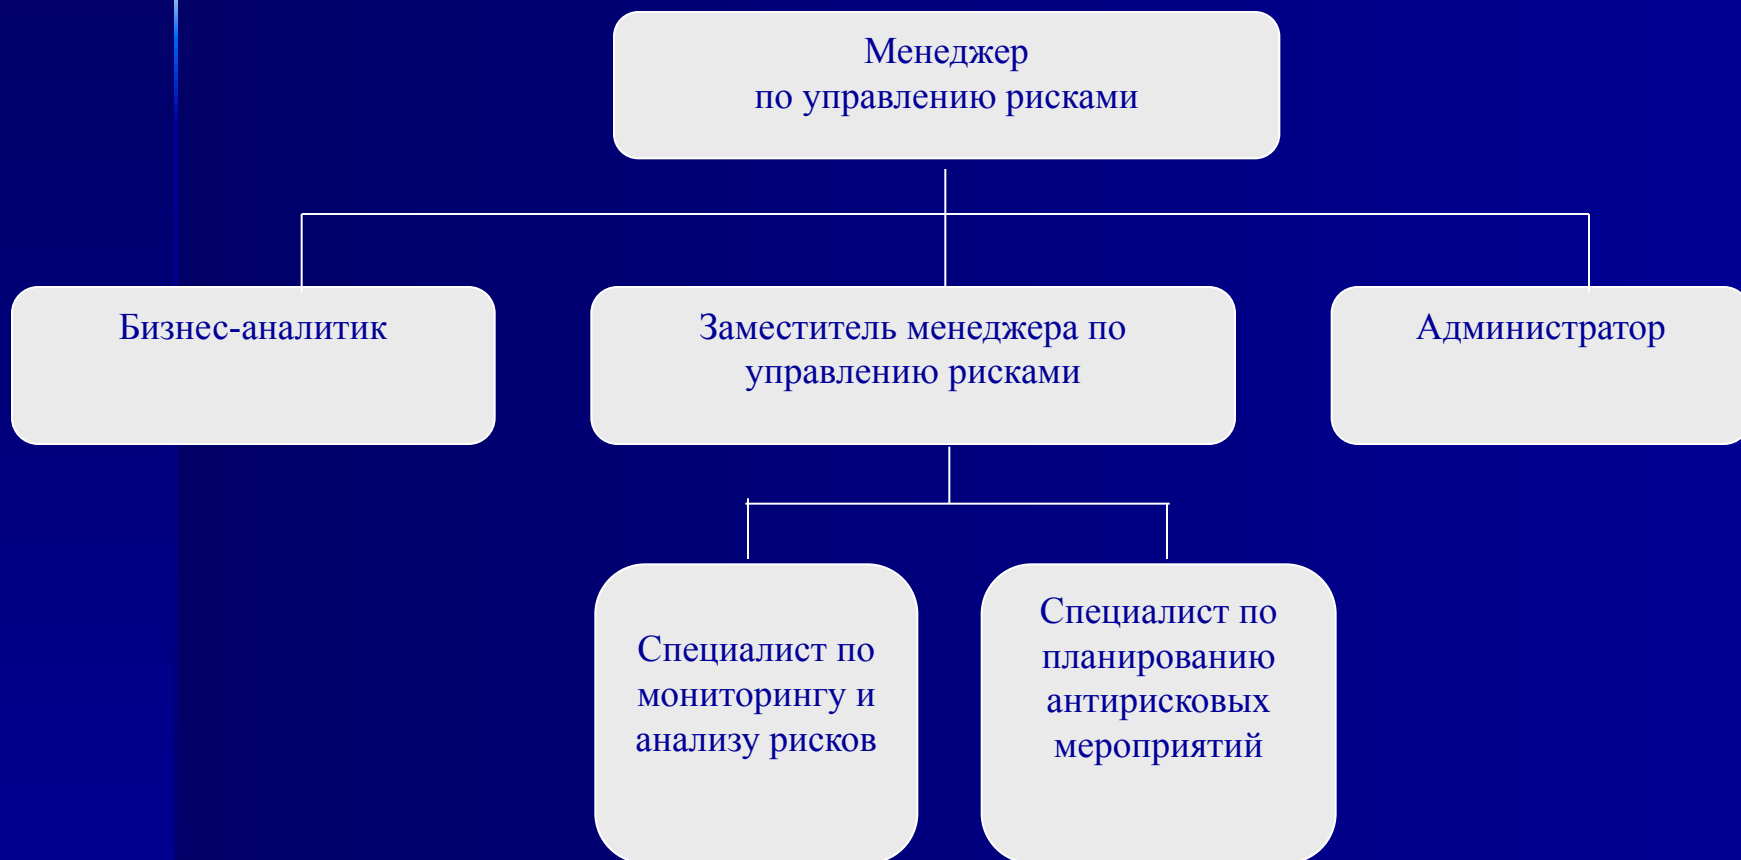 Менеджер
по управлению рисками
Бизнес-аналитик
Заместитель менеджера по
управлению рисками
Администратор
Специалист по
мониторингу и
анализу рисков
Специалист по
планированию
антирисковых
мероприятий